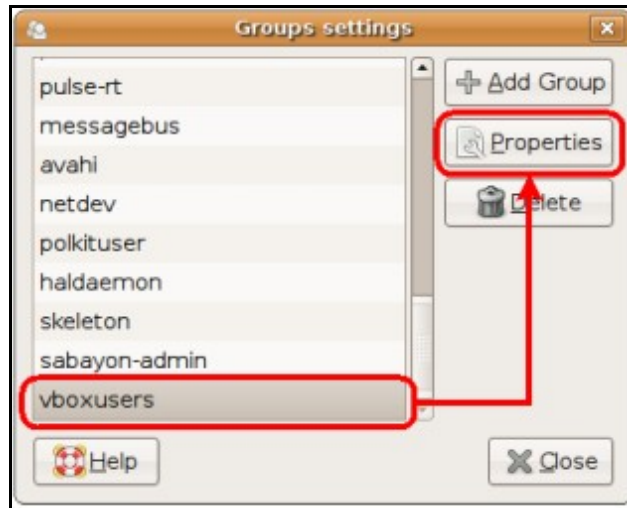 Groups settings
pulse-rt
messagebus
avahi
netdev
polkituser
haldaemon
skeleton
sabayon-admin
vboxusers
Add Group
Properties
Delete
Help
Close